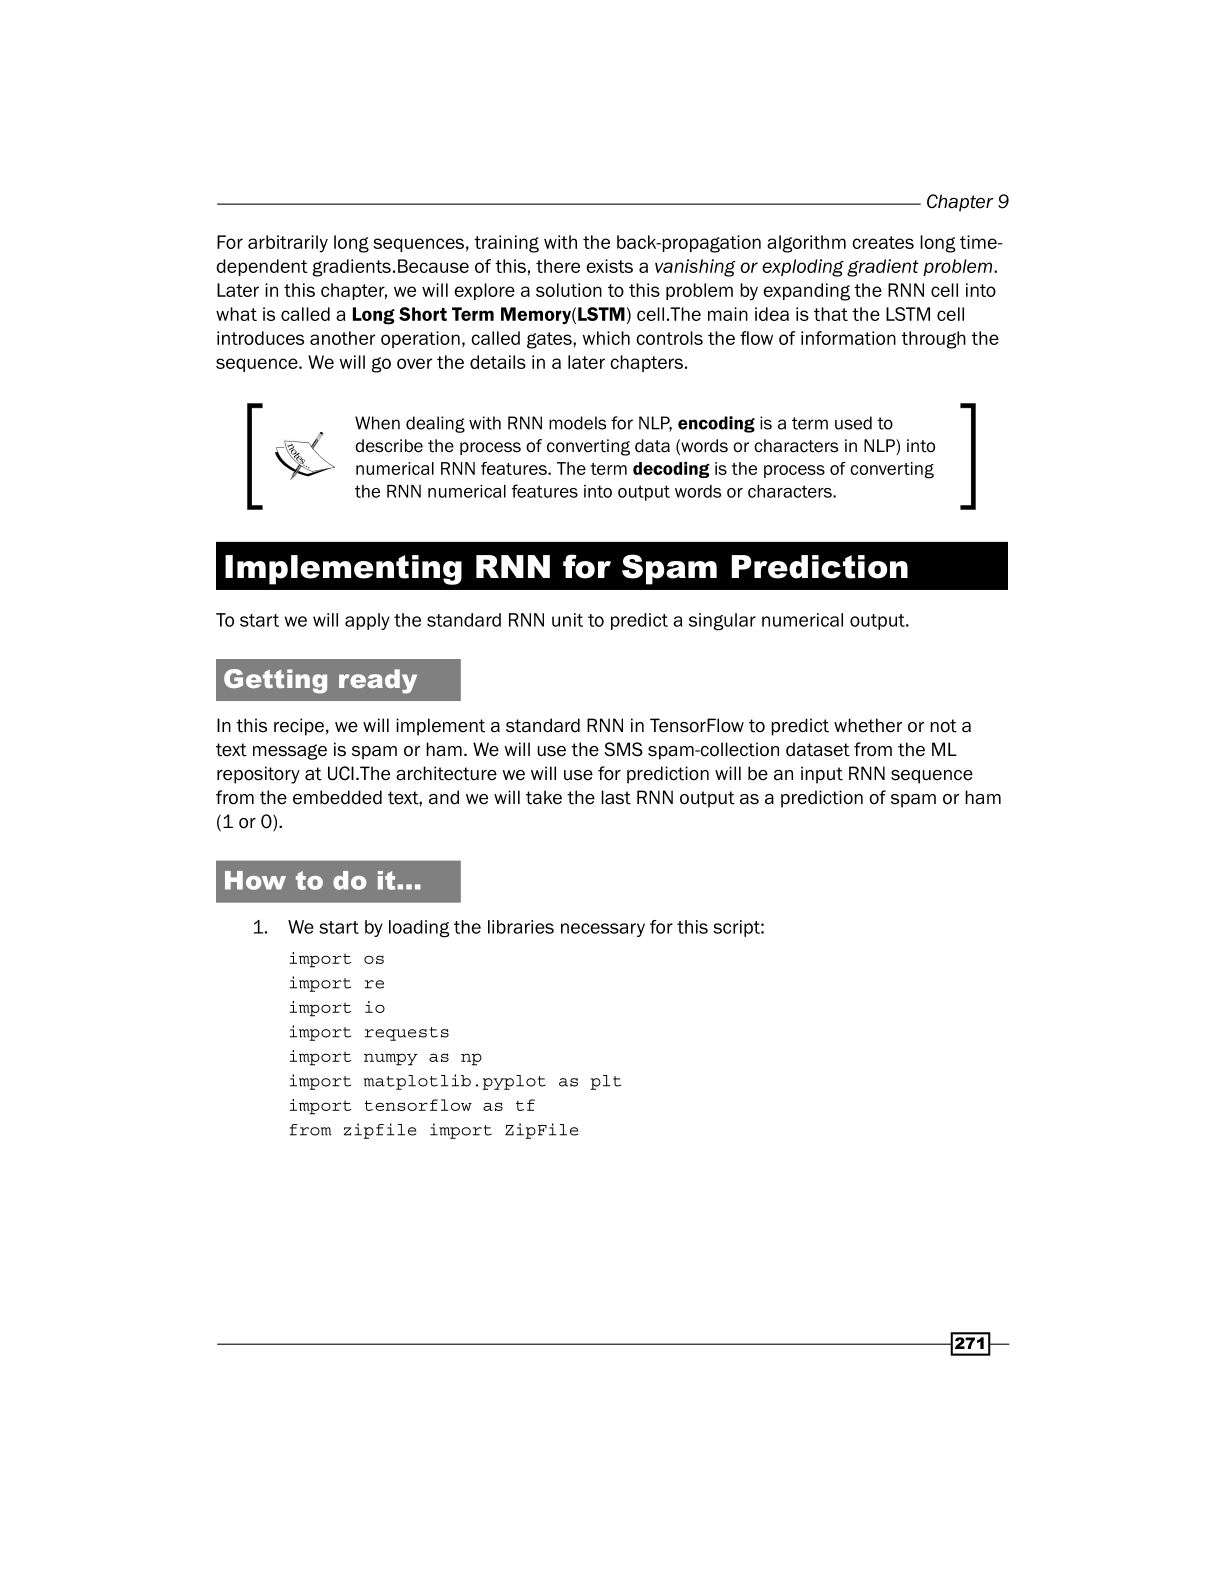 Chapter 9
For arbitrarily long sequences, training with the back-propagation algorithm creates long time-
dependent gradients.Because of this, there exists a vanishing or exploding gradient problem.
Later in this chapter, we will explore a solution to this problem by expanding the RNN cell into
what is called a Long Short Term Memory(LSTM) cell.The main idea is that the LSTM cell
introduces another operation, called gates, which controls the flow of information through the
sequence. We will go over the details in a later chapters.
notes...
When dealing with RNN models for NLP, encoding is a term used to
describe the process of converting data (words or characters in NLP) into
numerical RNN features. The term decoding is the process of converting
the RNN numerical features into output words or characters.
Implementing RNN for Spam Prediction
To start we will apply the standard RNN unit to predict a singular numerical output.
Getting ready
In this recipe, we will implement a standard RNN in TensorFlow to predict whether or not a
text message is spam or ham. We will use the SMS spam-collection dataset from the ML
repository at UCI.The architecture we will use for prediction will be an input RNN sequence
from the embedded text, and we will take the last RNN output as a prediction of spam or ham
(1 or 0).
How to do it…
1. We start by loading the libraries necessary for this script:
import os
import re
import io
import requests
import numpy as np
import matplotlib.pyplot as plt
import tensorflow as tf
from zipfile import ZipFile
271